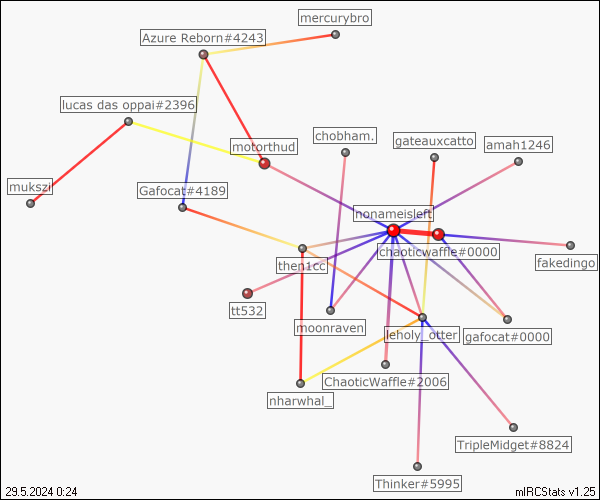 mercurybro
Azure Reborn#4243
lucas das oppai#2396
chobham.
gateauxcatto
motorthud
amah1246
mukszi
Gafocat#4189
nonameisleft
chaoticwaffle#0000
then1cc
fakedingo
tt532
moonraven
leholy_otter
gafocat#0000
ChaoticWaffle#2006
nharwhal_
TripleMidget#8824
Thinker#5995
29.5.2024 0:24
mIRCStats v1.25